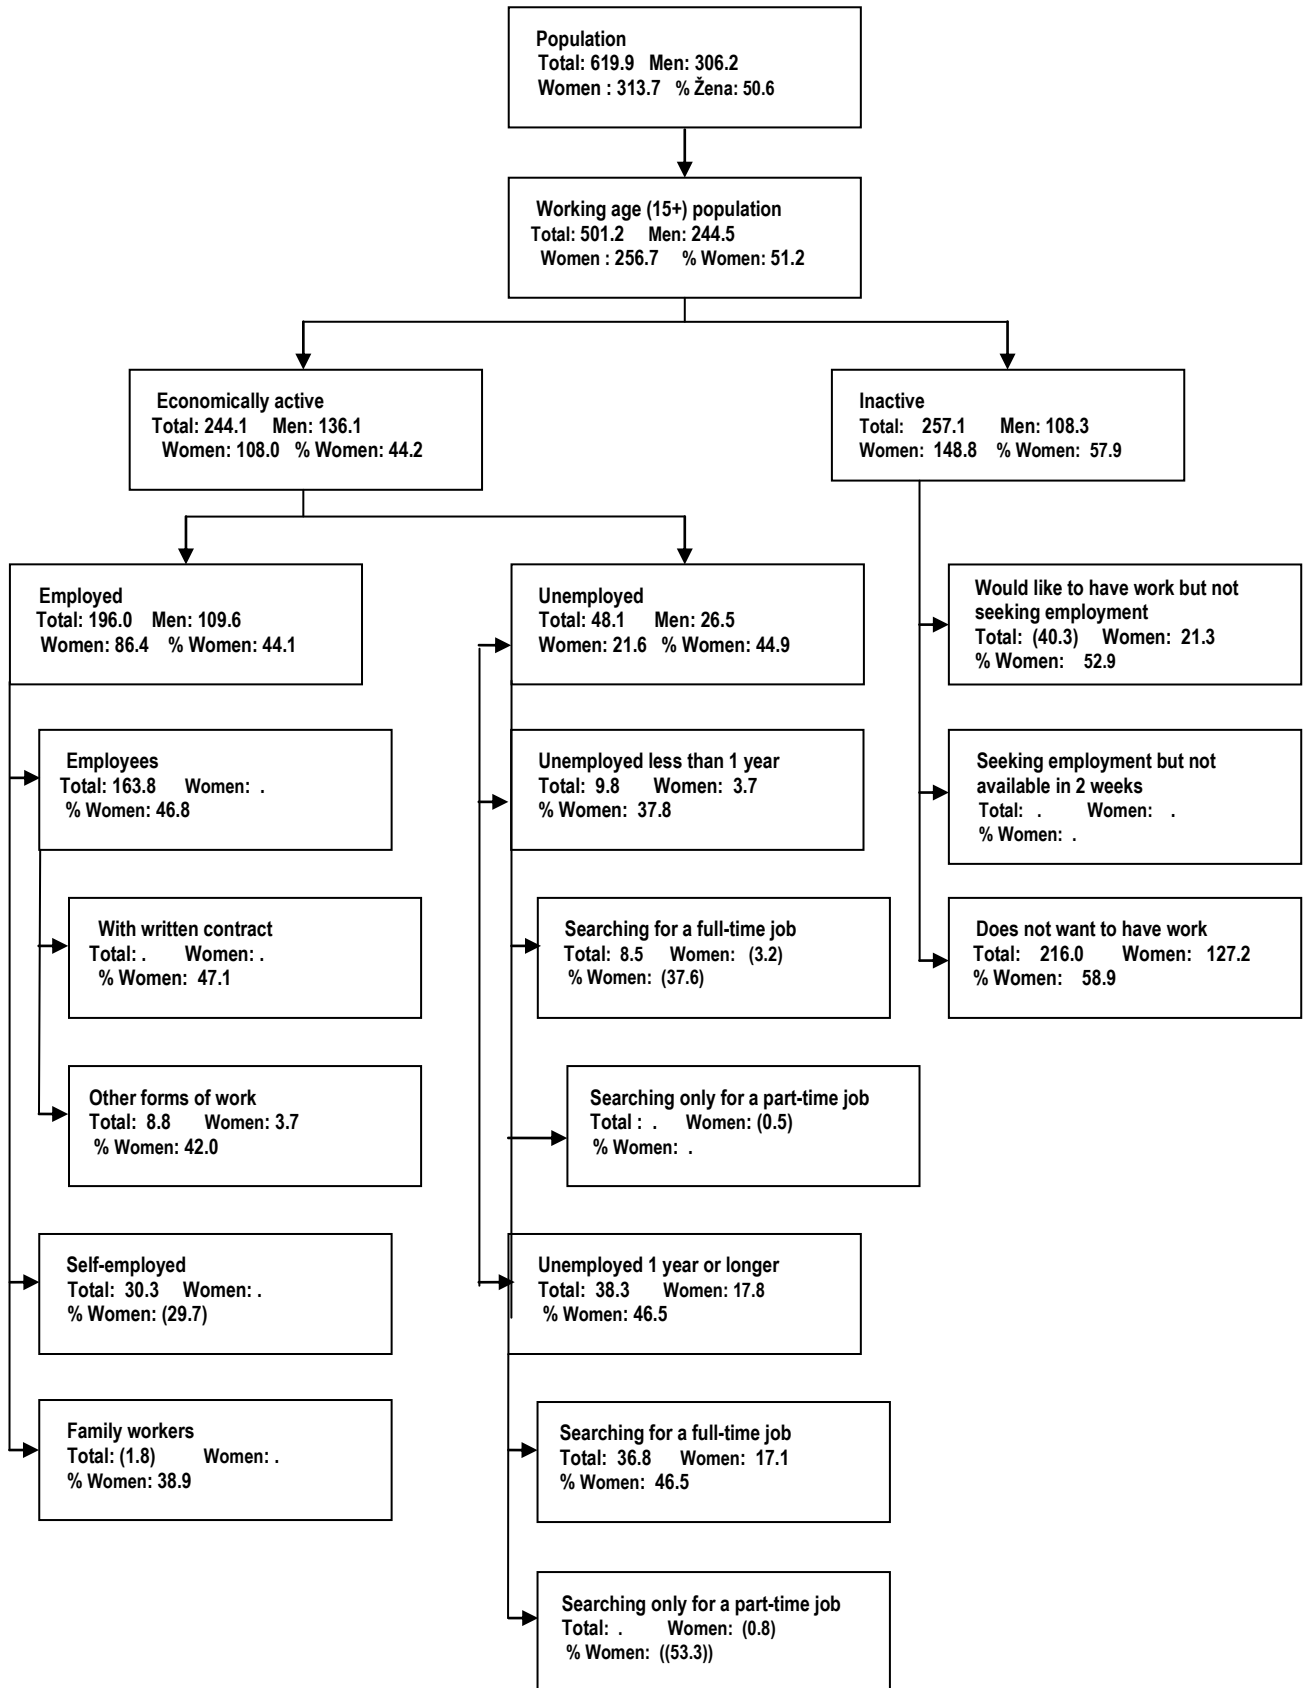 Population
Total: 619.9 Men: 306.2
Women : 313.7 % Žena: 50.6
Working age (15+) population
Total: 501.2 Men: 244.5
Women : 256.7 % Women: 51.2
Economically active
Total: 244.1 Men: 136.1
Women: 108.0 % Women: 44.2
Inactive
Total: 257.1 Men: 108.3
Women: 148.8 % Women: 57.9
Employed
Total: 196.0 Men: 109.6
Women: 86.4 % Women: 44.1
Employees
Total: 163.8 Women: .
% Women: 46.8
With written contract
Total: . Women: .
% Women: 47.1
Other forms of work
Total: 8.8 Women: 3.7
% Women: 42.0
Self-employed
Total: 30.3 Women: .
% Women: (29.7)
Family workers
Total: (1.8) Women: .
% Women: 38.9
Unemployed
Total: 48.1 Men: 26.5
Women: 21.6 % Women: 44.9
Unemployed less than 1 year
Total: 9.8 Women: 3.7
% Women: 37.8
Searching for a full-time job
Total: 8.5 Women: (3.2)
% Women: (37.6)
Searching only for a part-time job
Total : . Women: (0.5)
% Women: .
Unemployed 1 year or longer
Total: 38.3 Women: 17.8
% Women: 46.5
Searching for a full-time job
Total: 36.8 Women: 17.1
% Women: 46.5
Searching only for a part-time job
Total: . Women: (0.8)
% Women: ((53.3))
Would like to have work but not
seeking employment
Total: (40.3) Women: 21.3
% Women: 52.9
Seeking employment but not
available in 2 weeks
Total: . Women: .
% Women: .
Does not want to have work
Total: 216.0 Women: 127.2
% Women: 58.9